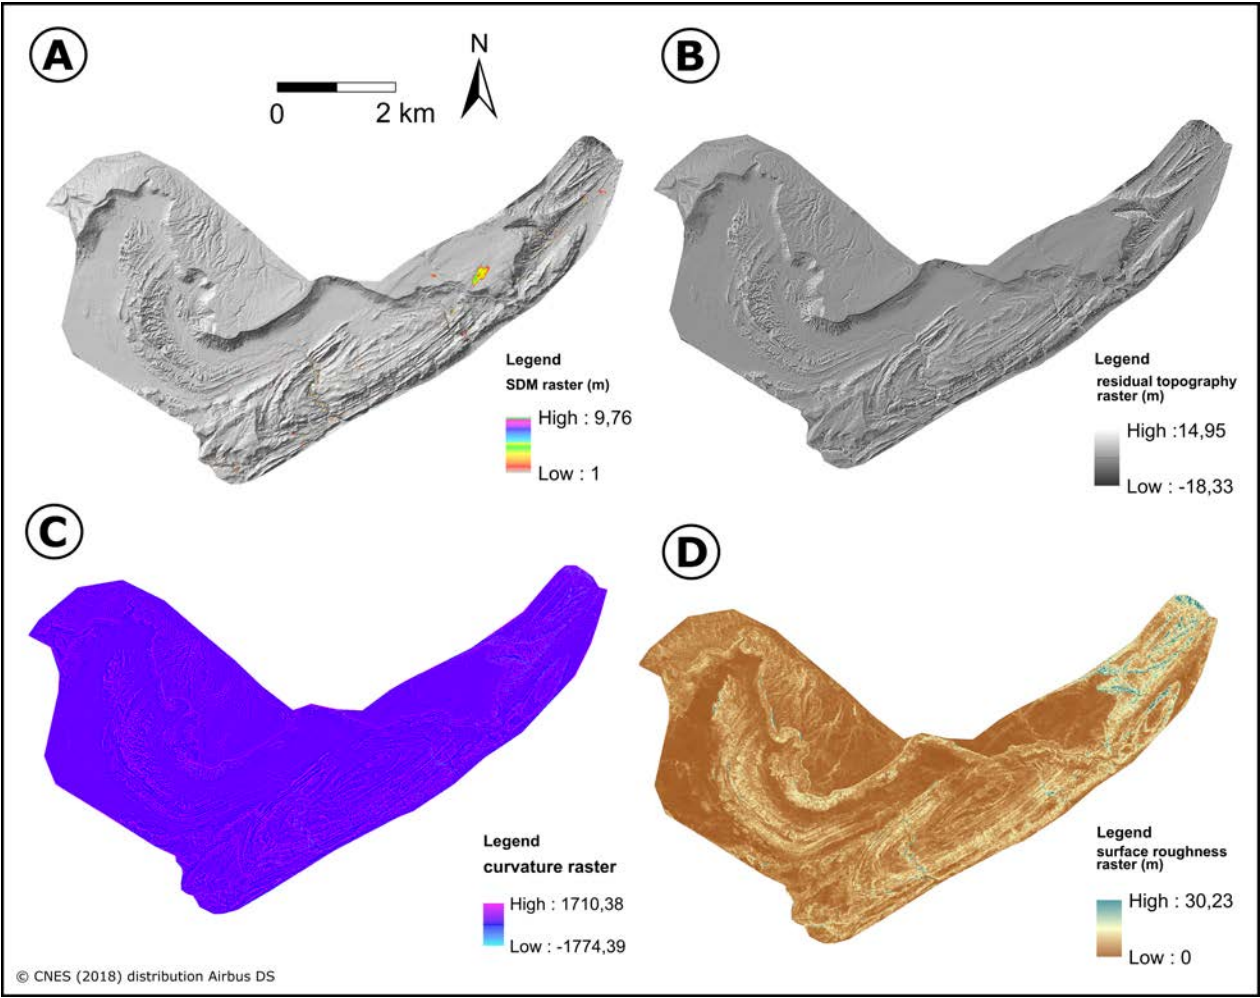 A
B
N
0 2 km
Legend
SDM raster (m)
High : 9,76
Low : 1
Legend
residual topography
raster (m)
High :14,95
Low : -18,33
C
D
Legend
curvature raster
High : 1710,38
Low : -1774,39
Legend
surface roughness
raster (m)
High : 30,23
Low : 0
© CNES (2018) distribution Airbus DS